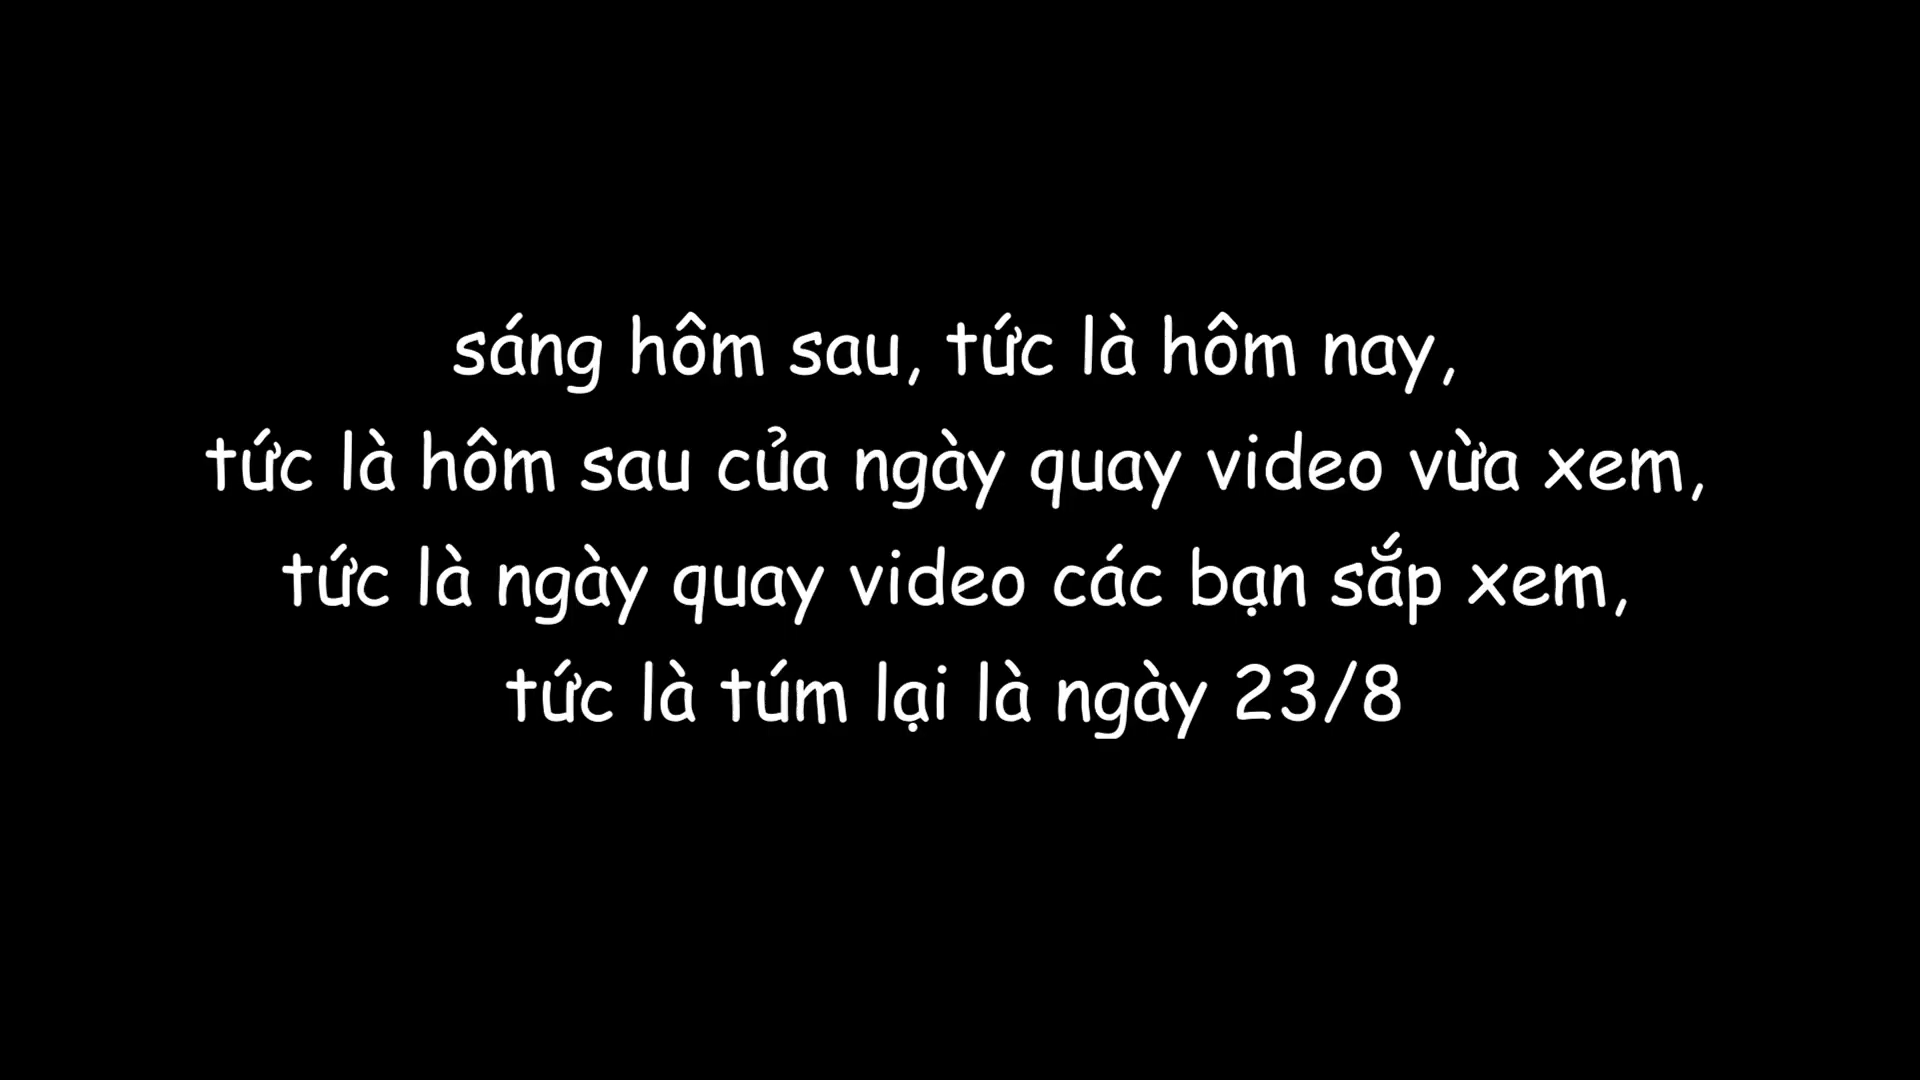 sáng hôm sau, tức là hôm nay,
tức là hôm sau của ngày quay video vừa xem,
tức là ngày quay video các bạn sắp xem,
tức là túm lại là ngày 23/8